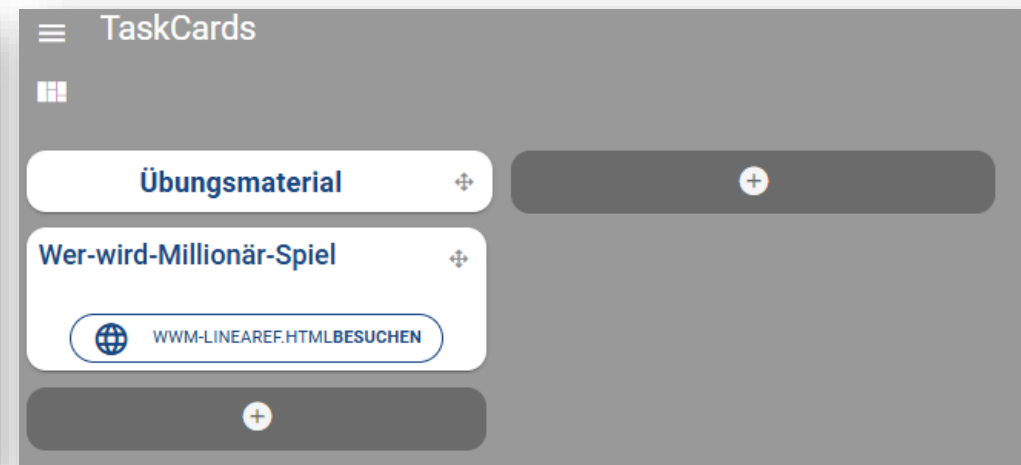 TaskCards
Übungsmaterial
Wer-wird-Millionär-Spiel
WWM-LINEAREF.HTMLBESUCHEN